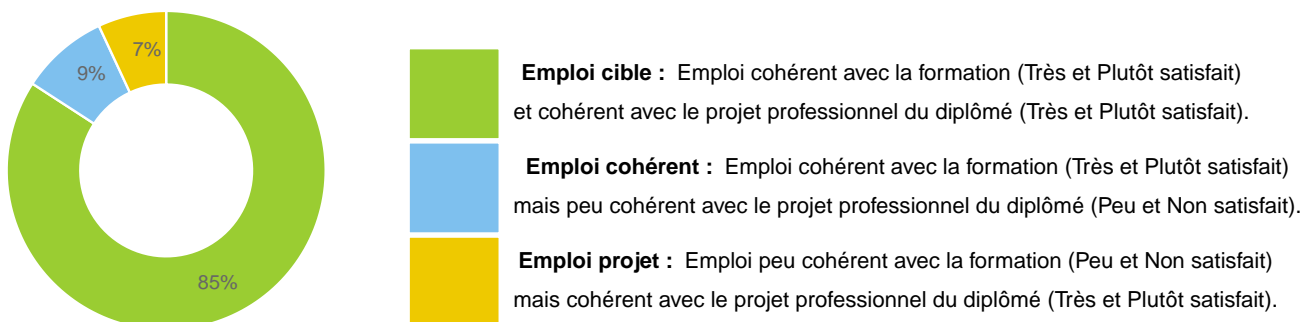 7%
9%
85%
Emploi cible : Emploi cohérent avec la formation (Très et Plutôt satisfait)
et cohérent avec le projet professionnel du diplômé (Très et Plutôt satisfait).
Emploi cohérent : Emploi cohérent avec la formation (Très et Plutôt satisfait)
mais peu cohérent avec le projet professionnel du diplômé (Peu et Non satisfait).
Emploi projet : Emploi peu cohérent avec la formation (Peu et Non satisfait)
mais cohérent avec le projet professionnel du diplômé (Très et Plutôt satisfait).